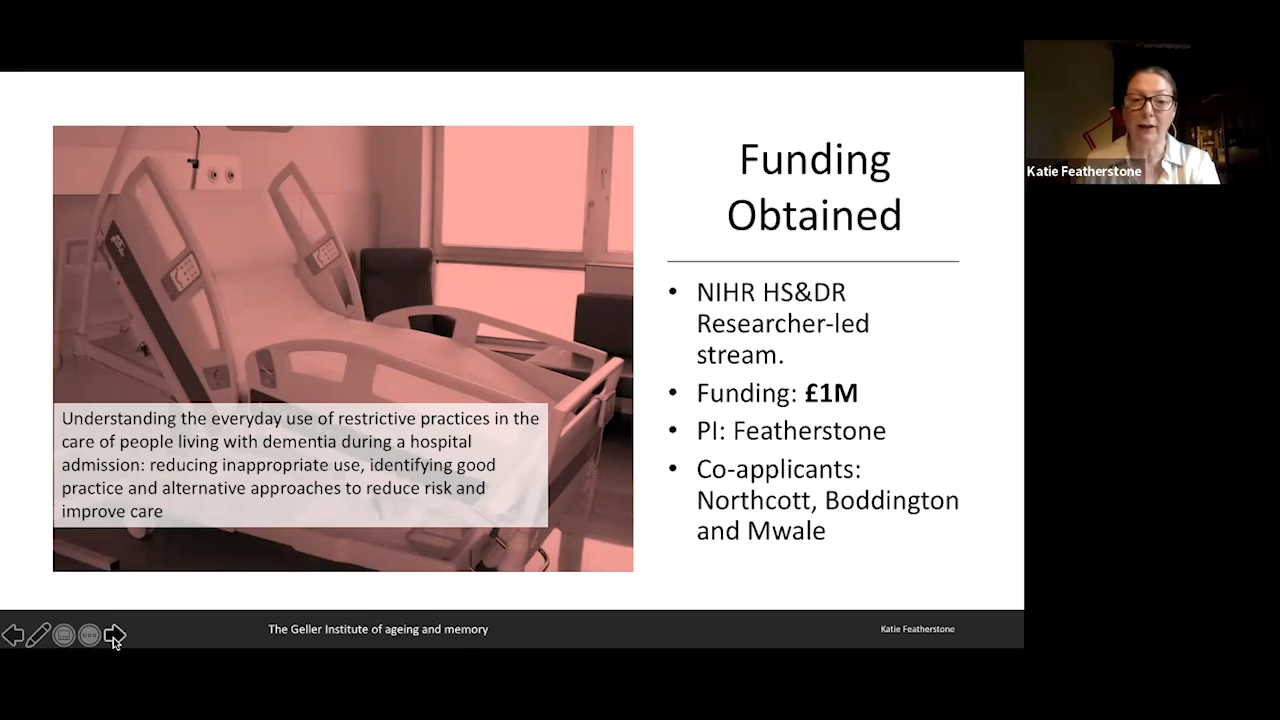 Funding
Obtained
• NIHR HS&DR
Researcher-led
stream.
• Funding: £1M
• PI: Featherstone
• Co-applicants:
Northcott, Boddington
and Mwale
Understanding the everyday use of restrictive practices in the
care of people living with dementia during a hospital
admission: reducing inappropriate use, identifying good
practice and alternative approaches to reduce risk and
improve care
The Geller Institute of ageing and memory
Katie Featherstone
Katie Featherstone